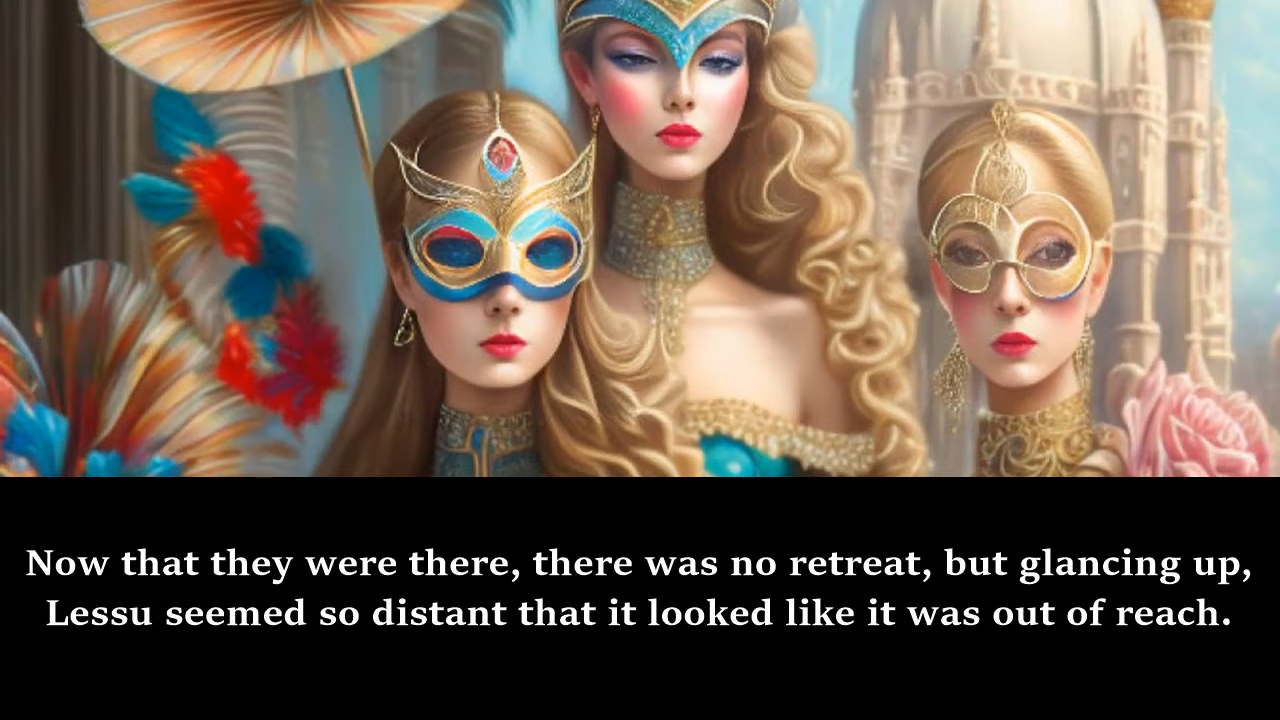 Now that they were there, there was no retreat, but glancing up,
Lessu seemed so distant that it looked like it was out of reach.